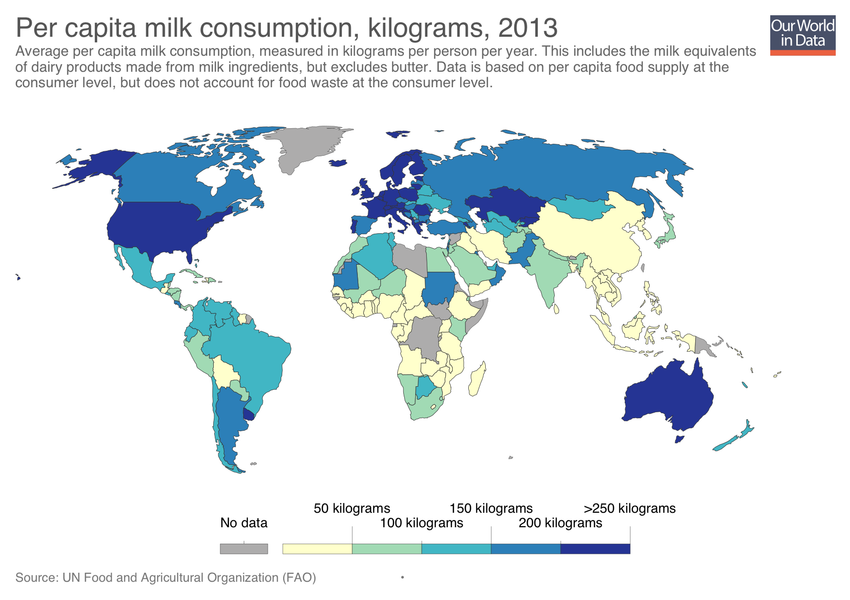 Per capita milk consumption, kilograms, 2013
Our World
in Data
Average per capita milk consumption, measured in kilograms per person per year. This includes the milk equivalents
of dairy products made from milk ingredients, but excludes butter. Data is based on per capita food supply at the
consumer level, but does not account for food waste at the consumer level.
50 kilograms 150 kilograms >250 kilograms
No data 100 kilograms 200 kilograms
Source: UN Food and Agricultural Organization (FAO)